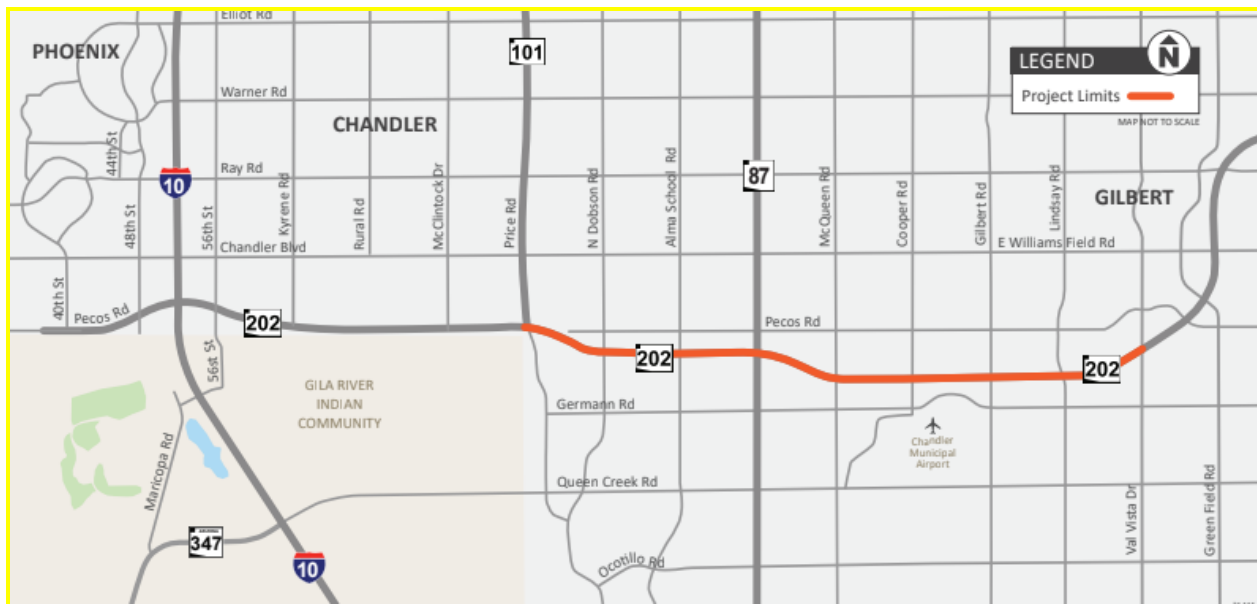 Elliot Rd
PHOENIX
101
LEGEND
N
Project Limits
MAP NOT TO SCALE
Warner Rd
CHANDLER
44th St
Ray Rd
10
87
Kyrene Rd
Rural Rd
McClintock Dr
Price Rd
N Dobson Rd
Alma School Rd
McQueen Rd
Cooper Rd
Gilbert Rd
Lindsay Rd
GILBERT
48th St
56th St
Chandler Blvd
E Williams Field Rd
40th St
Pecos Rd
202
Pecos Rd
202
202
56st St
GILA RIVER
INDIAN
COMMUNITY
Germann Rd
Chandler
Municipal
Airport
Maricopa Rd
Queen Creek Rd
Val Vista Dr
Green Field Rd
347
10
Ocotillo Rd